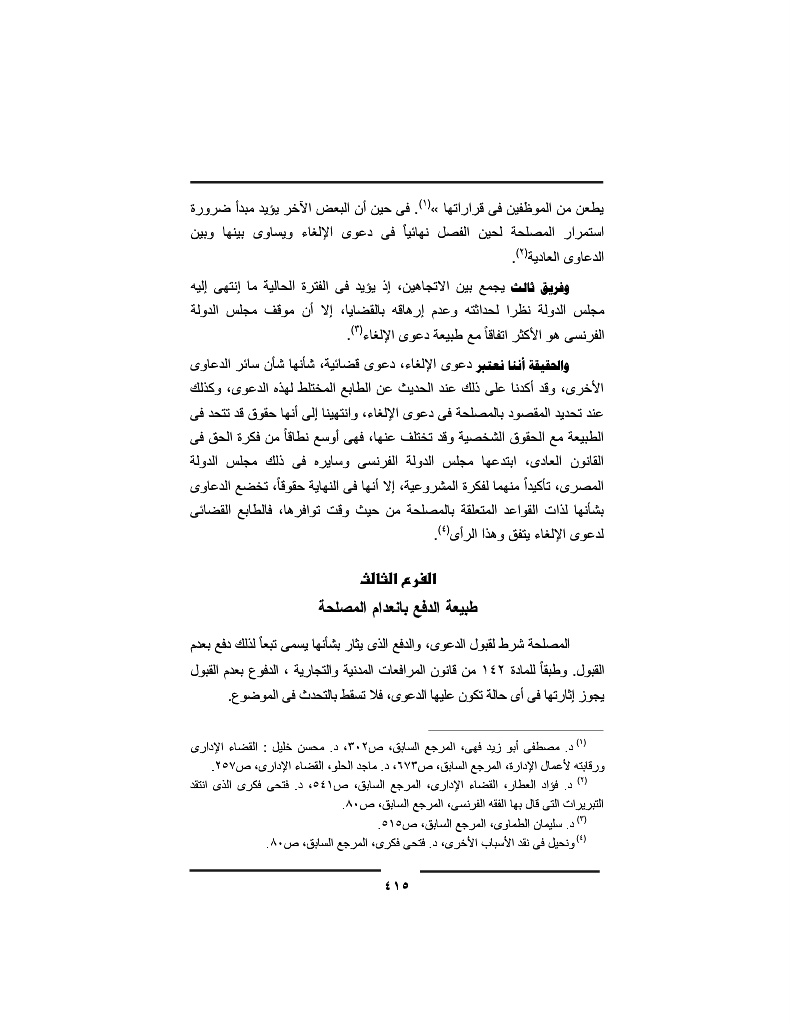 يطعن من الموظفين فى قراراتها »(١). فى حين أن البعض الآخر يؤيد مبدأ ضرورة
استمرار المصلحة لحين الفصل نهائياً فى دعوى الإلغاء ويساوى بينها وبين
الدعاوى العادية(٢).
وفريق ثالث يجمع بين الاتجاهين، إذ يؤيد فى الفترة الحالية ما إنتهى إليه
مجلس الدولة نظرا لحداثته وعدم إرهاقه بالقضايا، إلا أن موقف مجلس الدولة
الفرنسى هو الأكثر اتفاقاً مع طبيعة دعوى الإلغاء(٣).
والحقيقة أننا نعتبر دعوى الإلغاء، دعوى قضائية، شأنها شأن سائر الدعاوى
الأخرى، وقد أكدنا على ذلك عند الحديث عن الطابع المختلط لهذه الدعوى، وكذلك
عند تحديد المقصود بالمصلحة فى دعوى الإلغاء، وانتهينا إلى أنها حقوق قد تتحد فى
الطبيعة مع الحقوق الشخصية وقد تختلف عنها، فهى أوسع نطاقاً من فكرة الحق فى
القانون العادى، ابتدعها مجلس الدولة الفرنسى وسايره فى ذلك مجلس الدولة
المصرى، تأكيداً منهما لفكرة المشروعية، إلا أنها فى النهاية حقوقاً، تخضع الدعاوى
بشأنها لذات القواعد المتعلقة بالمصلحة من حيث وقت توافرها، فالطابع القضائى
لدعوى الإلغاء يتفق وهذا الرأى(٤).
الفرع الثالث
طبيعة الدفع بانعدام المصلحة
المصلحة شرط لقبول الدعوى، والدفع الذى يثار بشأنها يسمى تبعاً لذلك دفع بعدم
القبول. وطبقاً للمادة ١٤٢ من قانون المرافعات المدنية والتجارية ، الدفوع بعدم القبول
يجوز إثارتها فى أى حالة تكون عليها الدعوى، فلا تسقط بالتحدث فى الموضوع.
(١) د. مصطفى أبو زيد فهى، المرجع السابق، ص٣٠٢، د. محسن خليل : القضاء الإدارى
ورقابته لأعمال الإدارة، المرجع السابق، ص٦٧٣، د. ماجد الحلو، القضاء الإدارى، ص٢٥٧.
(٢) د. فؤاد العطار، القضاء الإدارى، المرجع السابق، ص٥٤١، د. فتحى فكرى الذى انتقد
التبريرات التى قال بها الفقه الفرنسى، المرجع السابق، ص٨٠.
(٣) د. سليمان الطماوى، المرجع السابق، ص٥١٥.
(٤) ونحيل فى نقد الأسباب الأخرى، د. فتحى فكرى، المرجع السابق، ص٨٠.
٤١٥